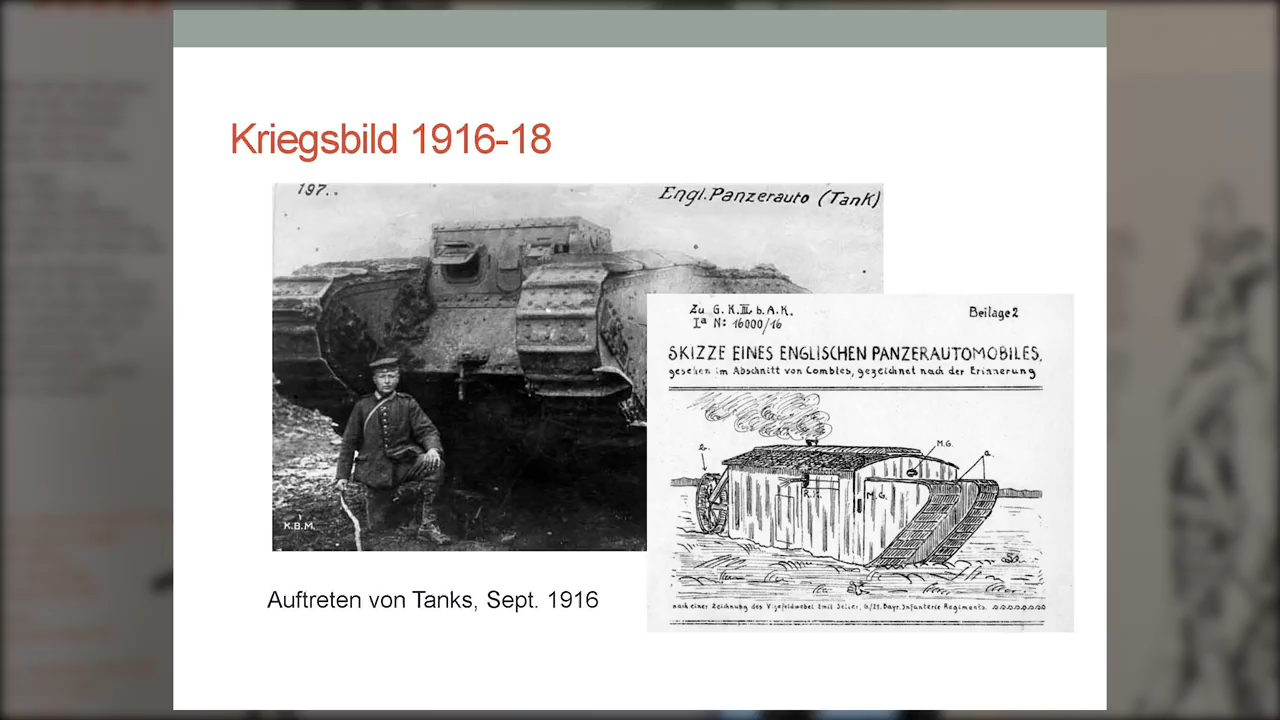 Kriegsbild 1916-18
197..
Engl. Panzerauto (Tank)
K.B.M.
Zu G. K. III. b. A. K.
Ia No: 16000/16
Beilage 2
SKIZZE EINES ENGLISCHEN PANZERAUTOMOBILES,
gesehen im Abschnitt von Combles, gezeichnet nach der Erinnerung
b.
M.G.
a.
M.G.
nach einer Zeichnung des Vizefeldwebel Emil 6/21. Bayr. Infanterie Regiments.
Auftreten von Tanks, Sept. 1916